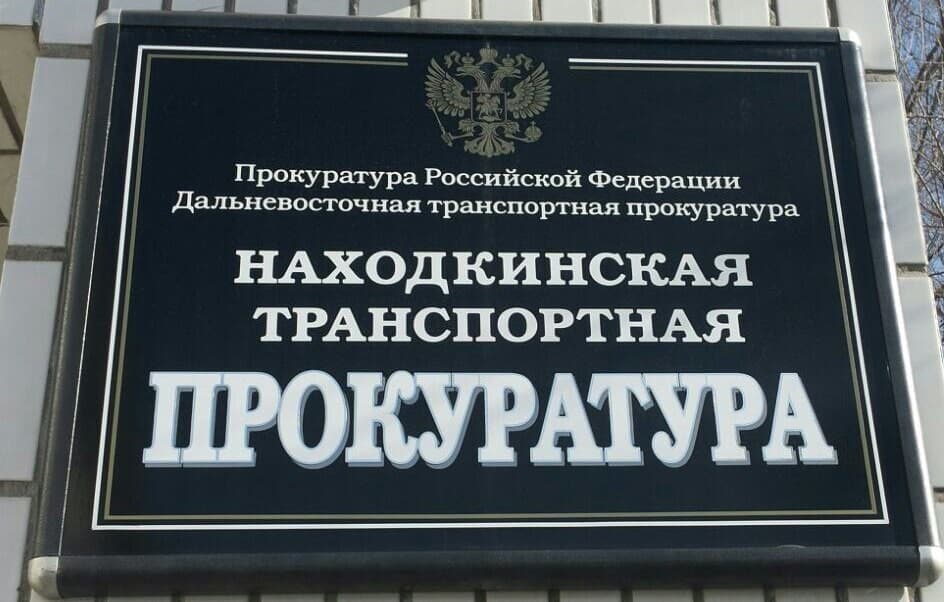 Прокуратура Российской Федерации
Дальневосточная транспортная прокуратура
НАХОДКИНСКАЯ
ТРАНСПОРТНАЯ
ПРОКУРАТУРА